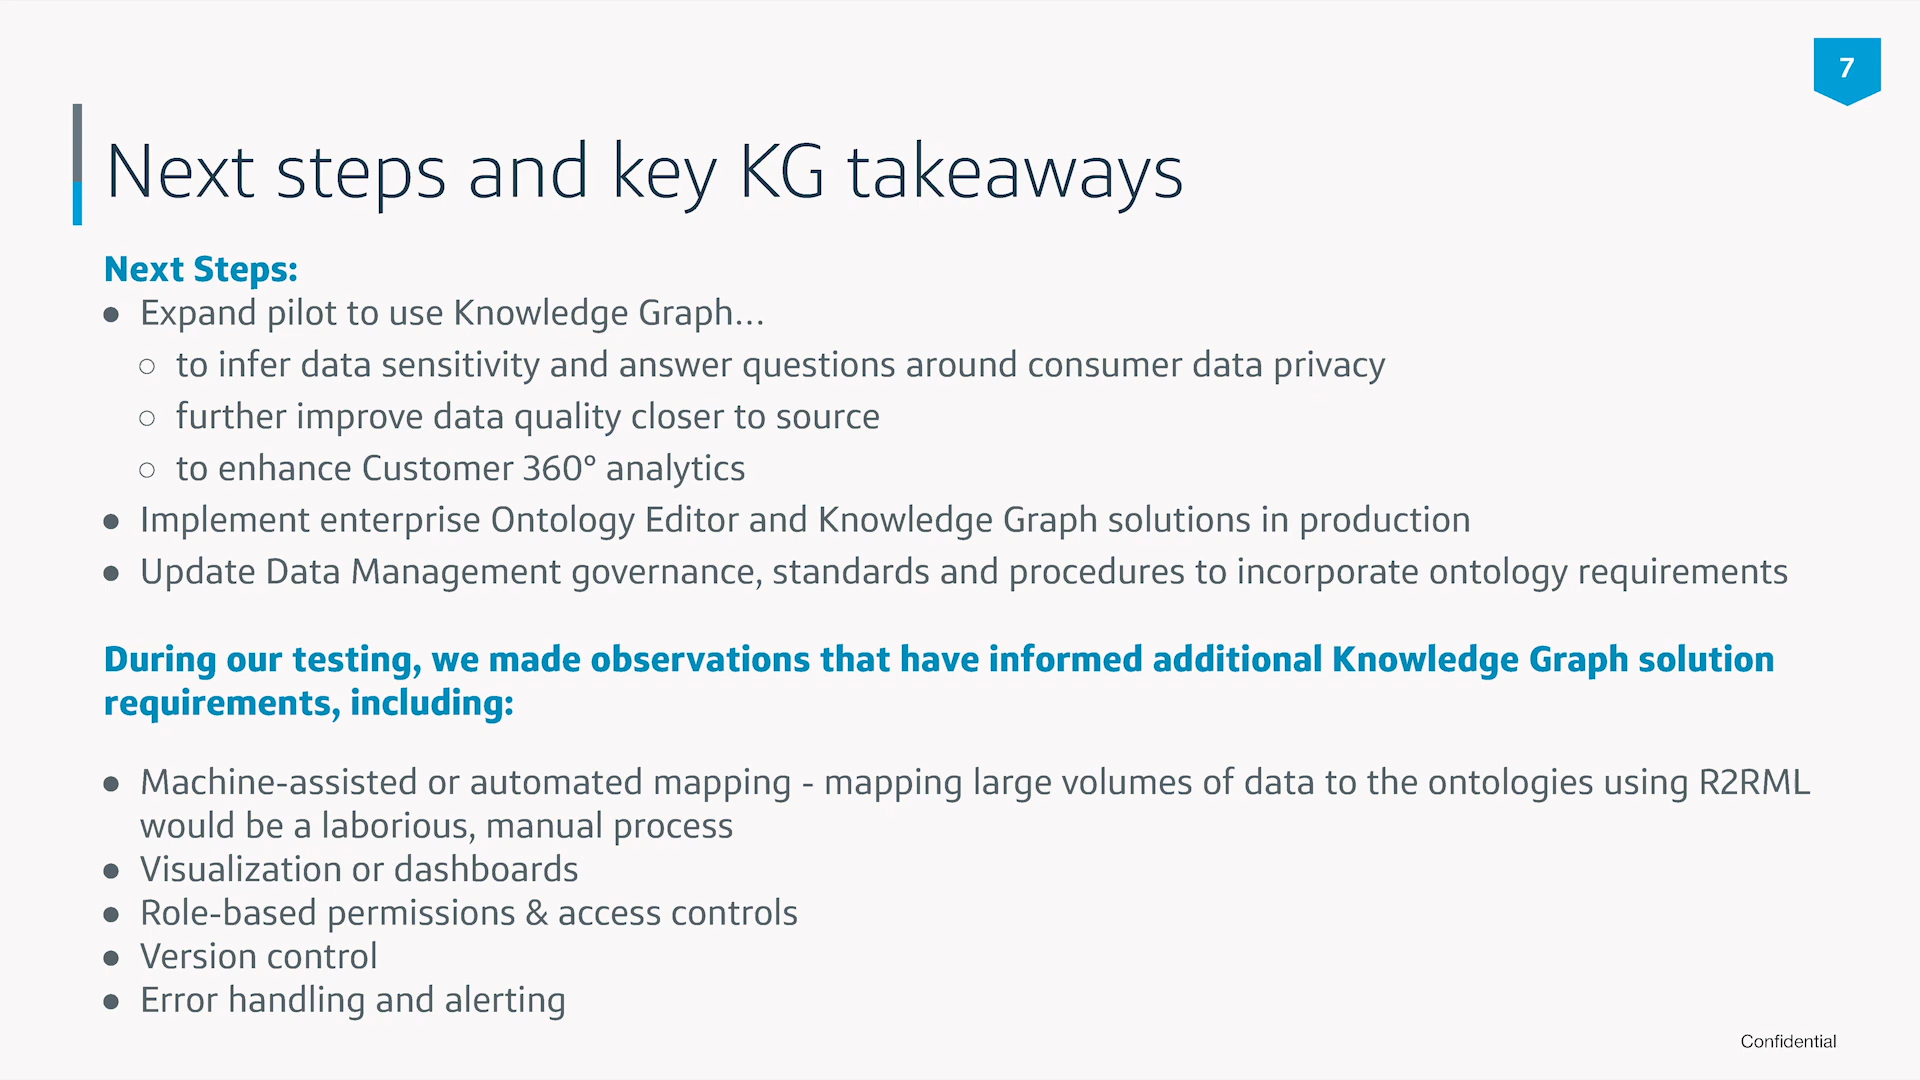 7
Next steps and key KG takeaways
Next Steps:
● Expand pilot to use Knowledge Graph...
○ to infer data sensitivity and answer questions around consumer data privacy
○ further improve data quality closer to source
○ to enhance Customer 360° analytics
● Implement enterprise Ontology Editor and Knowledge Graph solutions in production
● Update Data Management governance, standards and procedures to incorporate ontology requirements
During our testing, we made observations that have informed additional Knowledge Graph solution
requirements, including:
● Machine-assisted or automated mapping - mapping large volumes of data to the ontologies using R2RML
would be a laborious, manual process
● Visualization or dashboards
● Role-based permissions & access controls
● Version control
● Error handling and alerting
Confidential